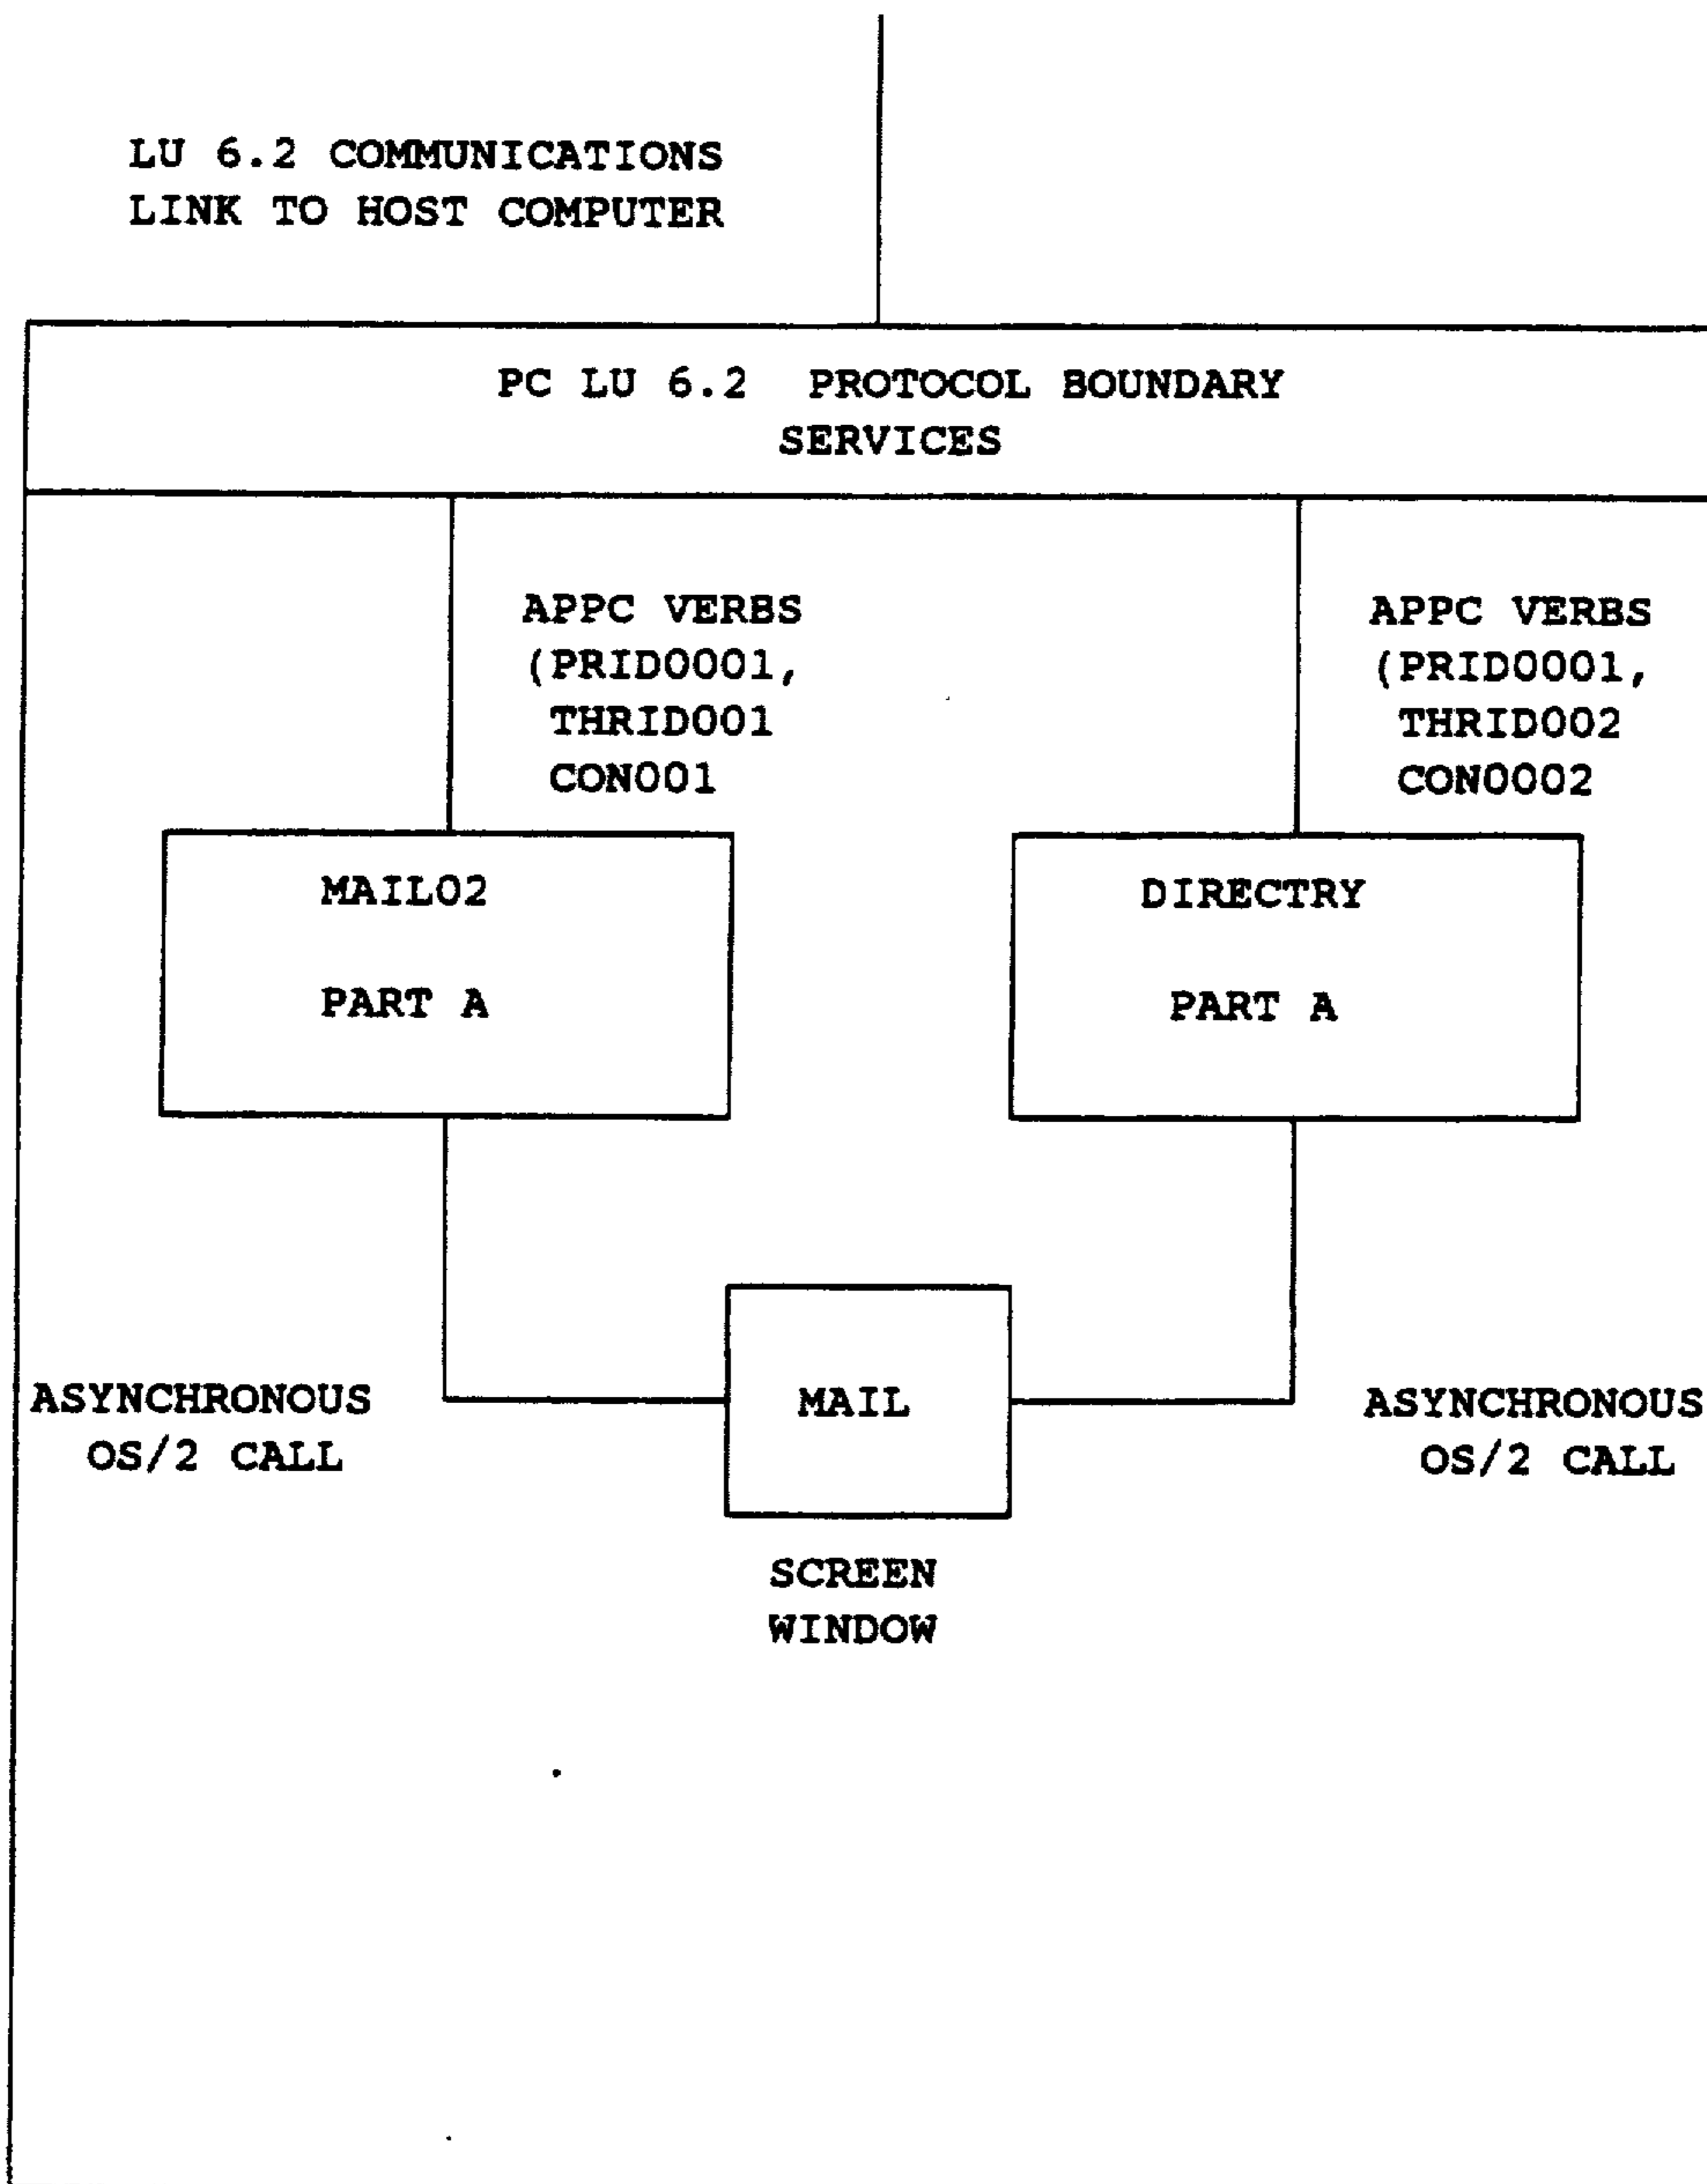 LU 6.2 COMMUNICATIONS
LINK TO HOST COMPUTER
PC LU 6.2 PROTOCOL BOUNDARY
SERVICES
APPC VERBS
(PRID0001,
THRID001
CON001
APPC VERBS
(PRID0001,
THRID002
CON0002
MAIL02
PART A
DIRECTRY
PART A
ASYNCHRONOUS
OS/2 CALL
MAIL
ASYNCHRONOUS
OS/2 CALL
SCREEN
WINDOW